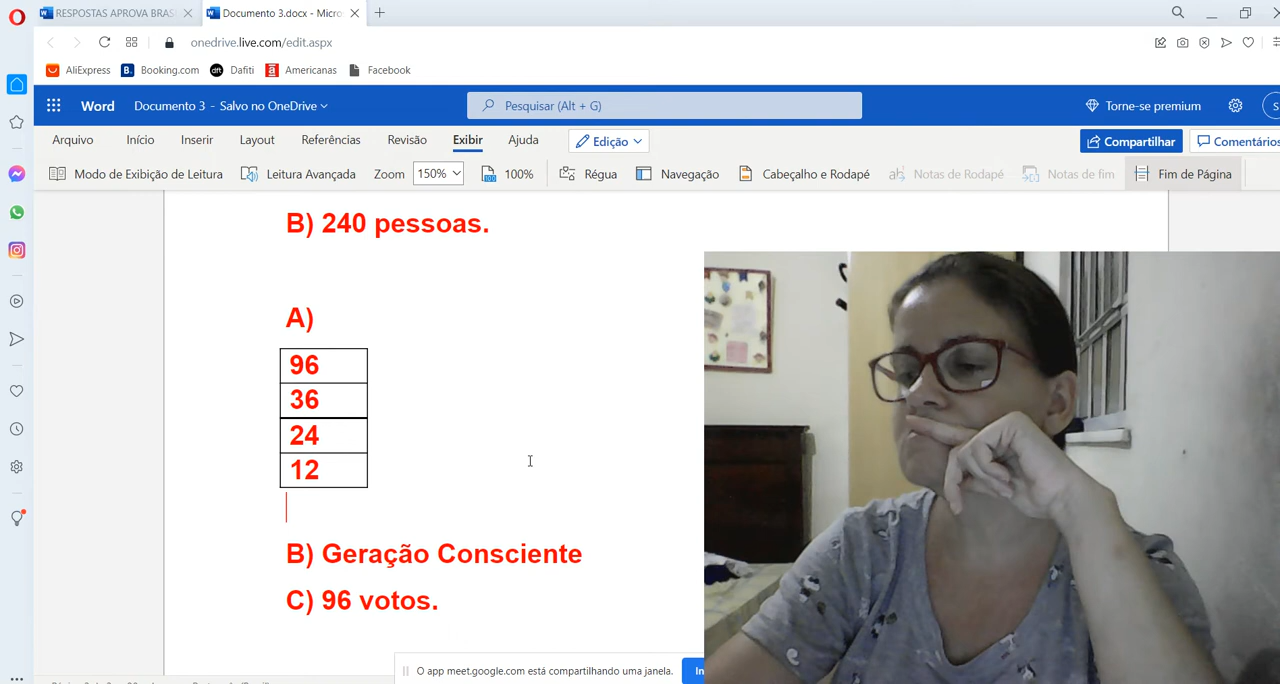 RESPOSTAS APROVA BRAS
Documento 3.docx - Micro
onedrive.live.com/edit.aspx
AliExpress
B. Booking.com
dft Dafiti
a Americanas
Facebook
Word
Documento 3 - Salvo no OneDrive
Pesquisar (Alt + G)
Torne-se premium
S
Arquivo
Início
Inserir
Layout
Referências
Revisão
Exibir
Ajuda
Edição
Compartilhar
Comentários
Modo de Exibição de Leitura
Leitura Avançada
Zoom
150%
100%
Régua
Navegação
Cabeçalho e Rodapé
Notas de Rodapé
Notas de fim
Fim de Página
B) 240 pessoas.
A)
96
36
24
12
B) Geração Consciente
C) 96 votos.
O app meet.google.com está compartilhando uma janela.